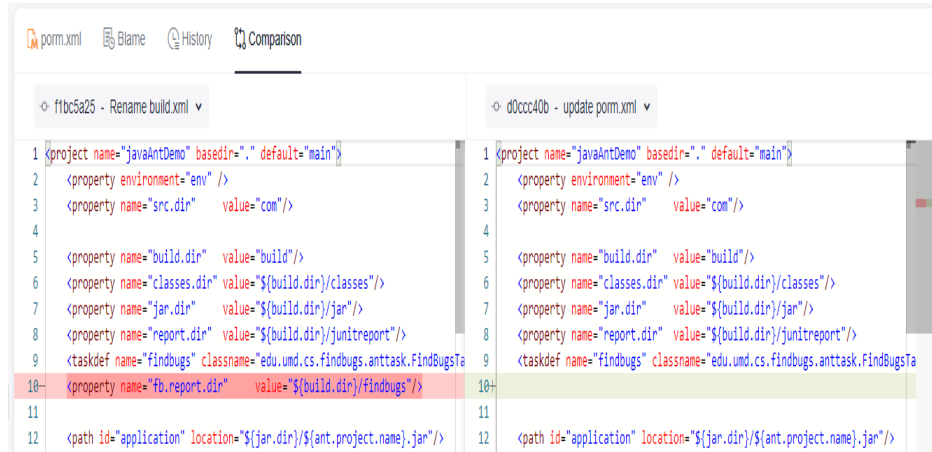 porm.xml Blame History Comparison
f1bc5a25 - Rename build.xml
1 <project name="javaAntDemo" basedir="." default="main">
2 <property environment="env" />
3 <property name="src.dir" value="com"/>
4
5 <property name="build.dir" value="build"/>
6 <property name="classes.dir" value="${build.dir}/classes"/>
7 <property name="jar.dir" value="${build.dir}/jar"/>
8 <property name="report.dir" value="${build.dir}/junitreport"/>
9 <taskdef name="findbugs" classname="edu.umd.cs.findbugs.anttask.FindBugsTa
10- <property name="fb.report.dir" value="${build.dir}/findbugs"/>
11
12 <path id="application" location="${jar.dir}/${ant.project.name}.jar"/>
d0ccc40b - update porm.xml
1 <project name="javaAntDemo" basedir="." default="main">
2 <property environment="env" />
3 <property name="src.dir" value="com"/>
4
5 <property name="build.dir" value="build"/>
6 <property name="classes.dir" value="${build.dir}/classes"/>
7 <property name="jar.dir" value="${build.dir}/jar"/>
8 <property name="report.dir" value="${build.dir}/junitreport"/>
9 <taskdef name="findbugs" classname="edu.umd.cs.findbugs.anttask.FindBugsTa
10+
11
12 <path id="application" location="${jar.dir}/${ant.project.name}.jar"/>